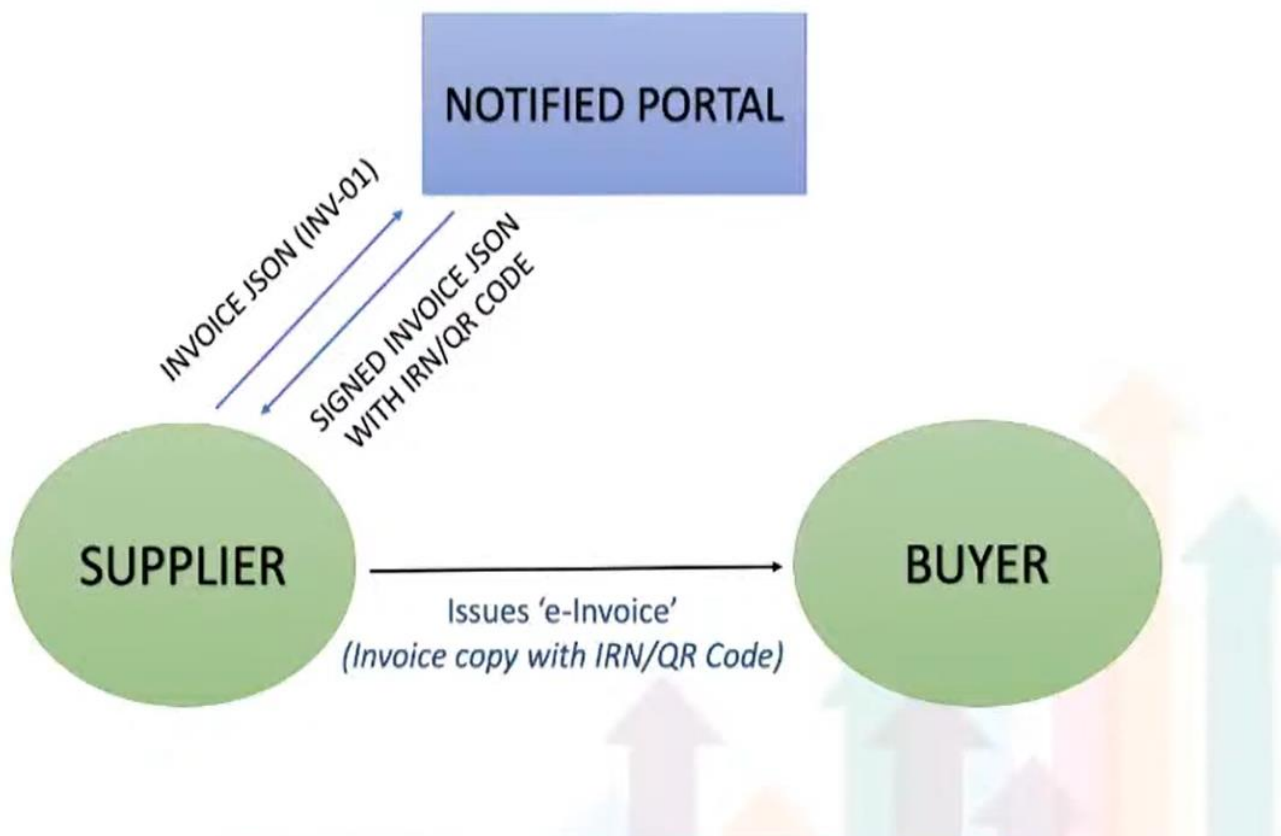 NOTIFIED PORTAL
INVOICE JSON (INV-01)
SIGNED INVOICE JSON
WITH IRN/QR CODE
SUPPLIER
BUYER
Issues ‘e-Invoice’
(Invoice copy with IRN/QR Code)